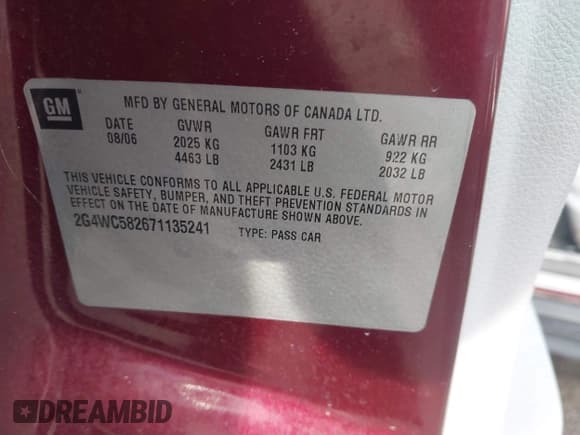 GM
MFD BY GENERAL MOTORS OF CANADA LTD.
DATE GVWR GAWR FRT GAWR RR
08/06 2025 KG 1103 KG 922 KG
4463 LB 2431 LB 2032 LB
THIS VEHICLE CONFORMS TO ALL APPLICABLE U.S. FEDERAL MOTOR
VEHICLE SAFETY, BUMPER, AND THEFT PREVENTION STANDARDS IN
EFFECT ON THE DATE OF MANUFACTURE SHOWN ABOVE.
2G4WC582671135241 TYPE: PASS CAR
DREAMBID